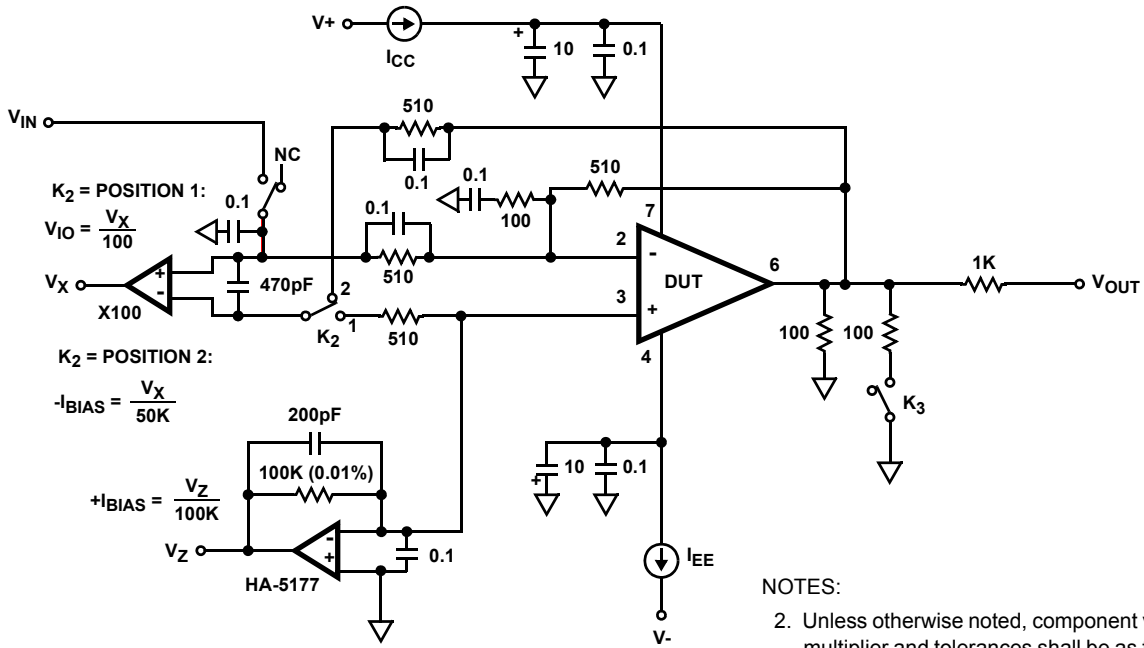 V+
ICC
+
10
0.1
510
VIN
NC
0.1
510
0.1
K2 = POSITION 1:
VIO = VX / 100
0.1
0.1
100
7
2
-
510
6
1K
VOUT
VX
+
-
X100
470pF
2
K2
1
510
3
+
DUT
4
100
100
K3
K2 = POSITION 2:
-IBIAS = VX / 50K
200pF
100K (0.01%)
+IBIAS = VZ / 100K
10
0.1
+
VZ
-
+
0.1
HA-5177
IEE
V-
NOTES:
2. Unless otherwise noted, component
multiplier and tolerances shall be as